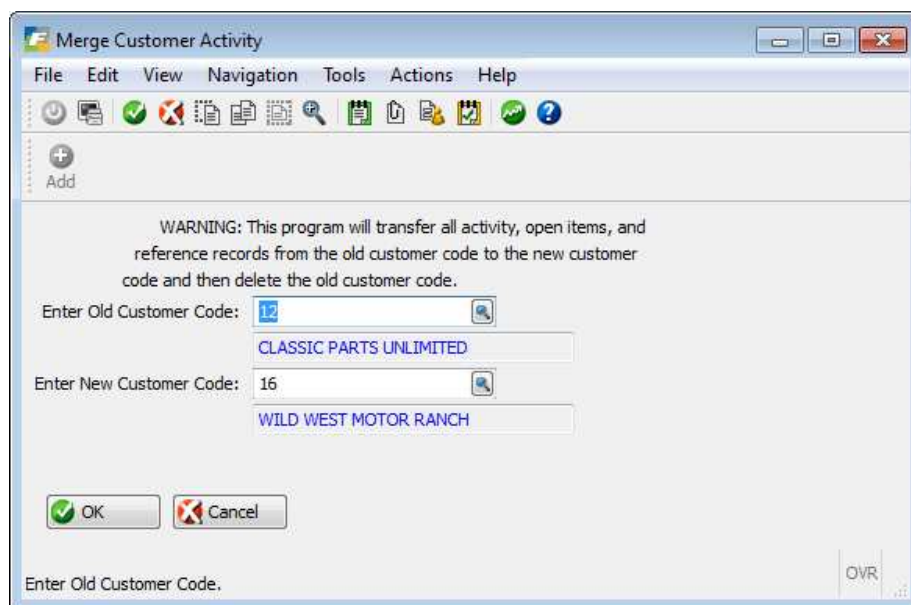 Merge Customer Activity
File Edit View Navigation Tools Actions Help
Add
WARNING: This program will transfer all activity, open items, and
reference records from the old customer code to the new customer
code and then delete the old customer code.
Enter Old Customer Code: 12
CLASSIC PARTS UNLIMITED
Enter New Customer Code: 16
WILD WEST MOTOR RANCH
OK Cancel
Enter Old Customer Code. OVR